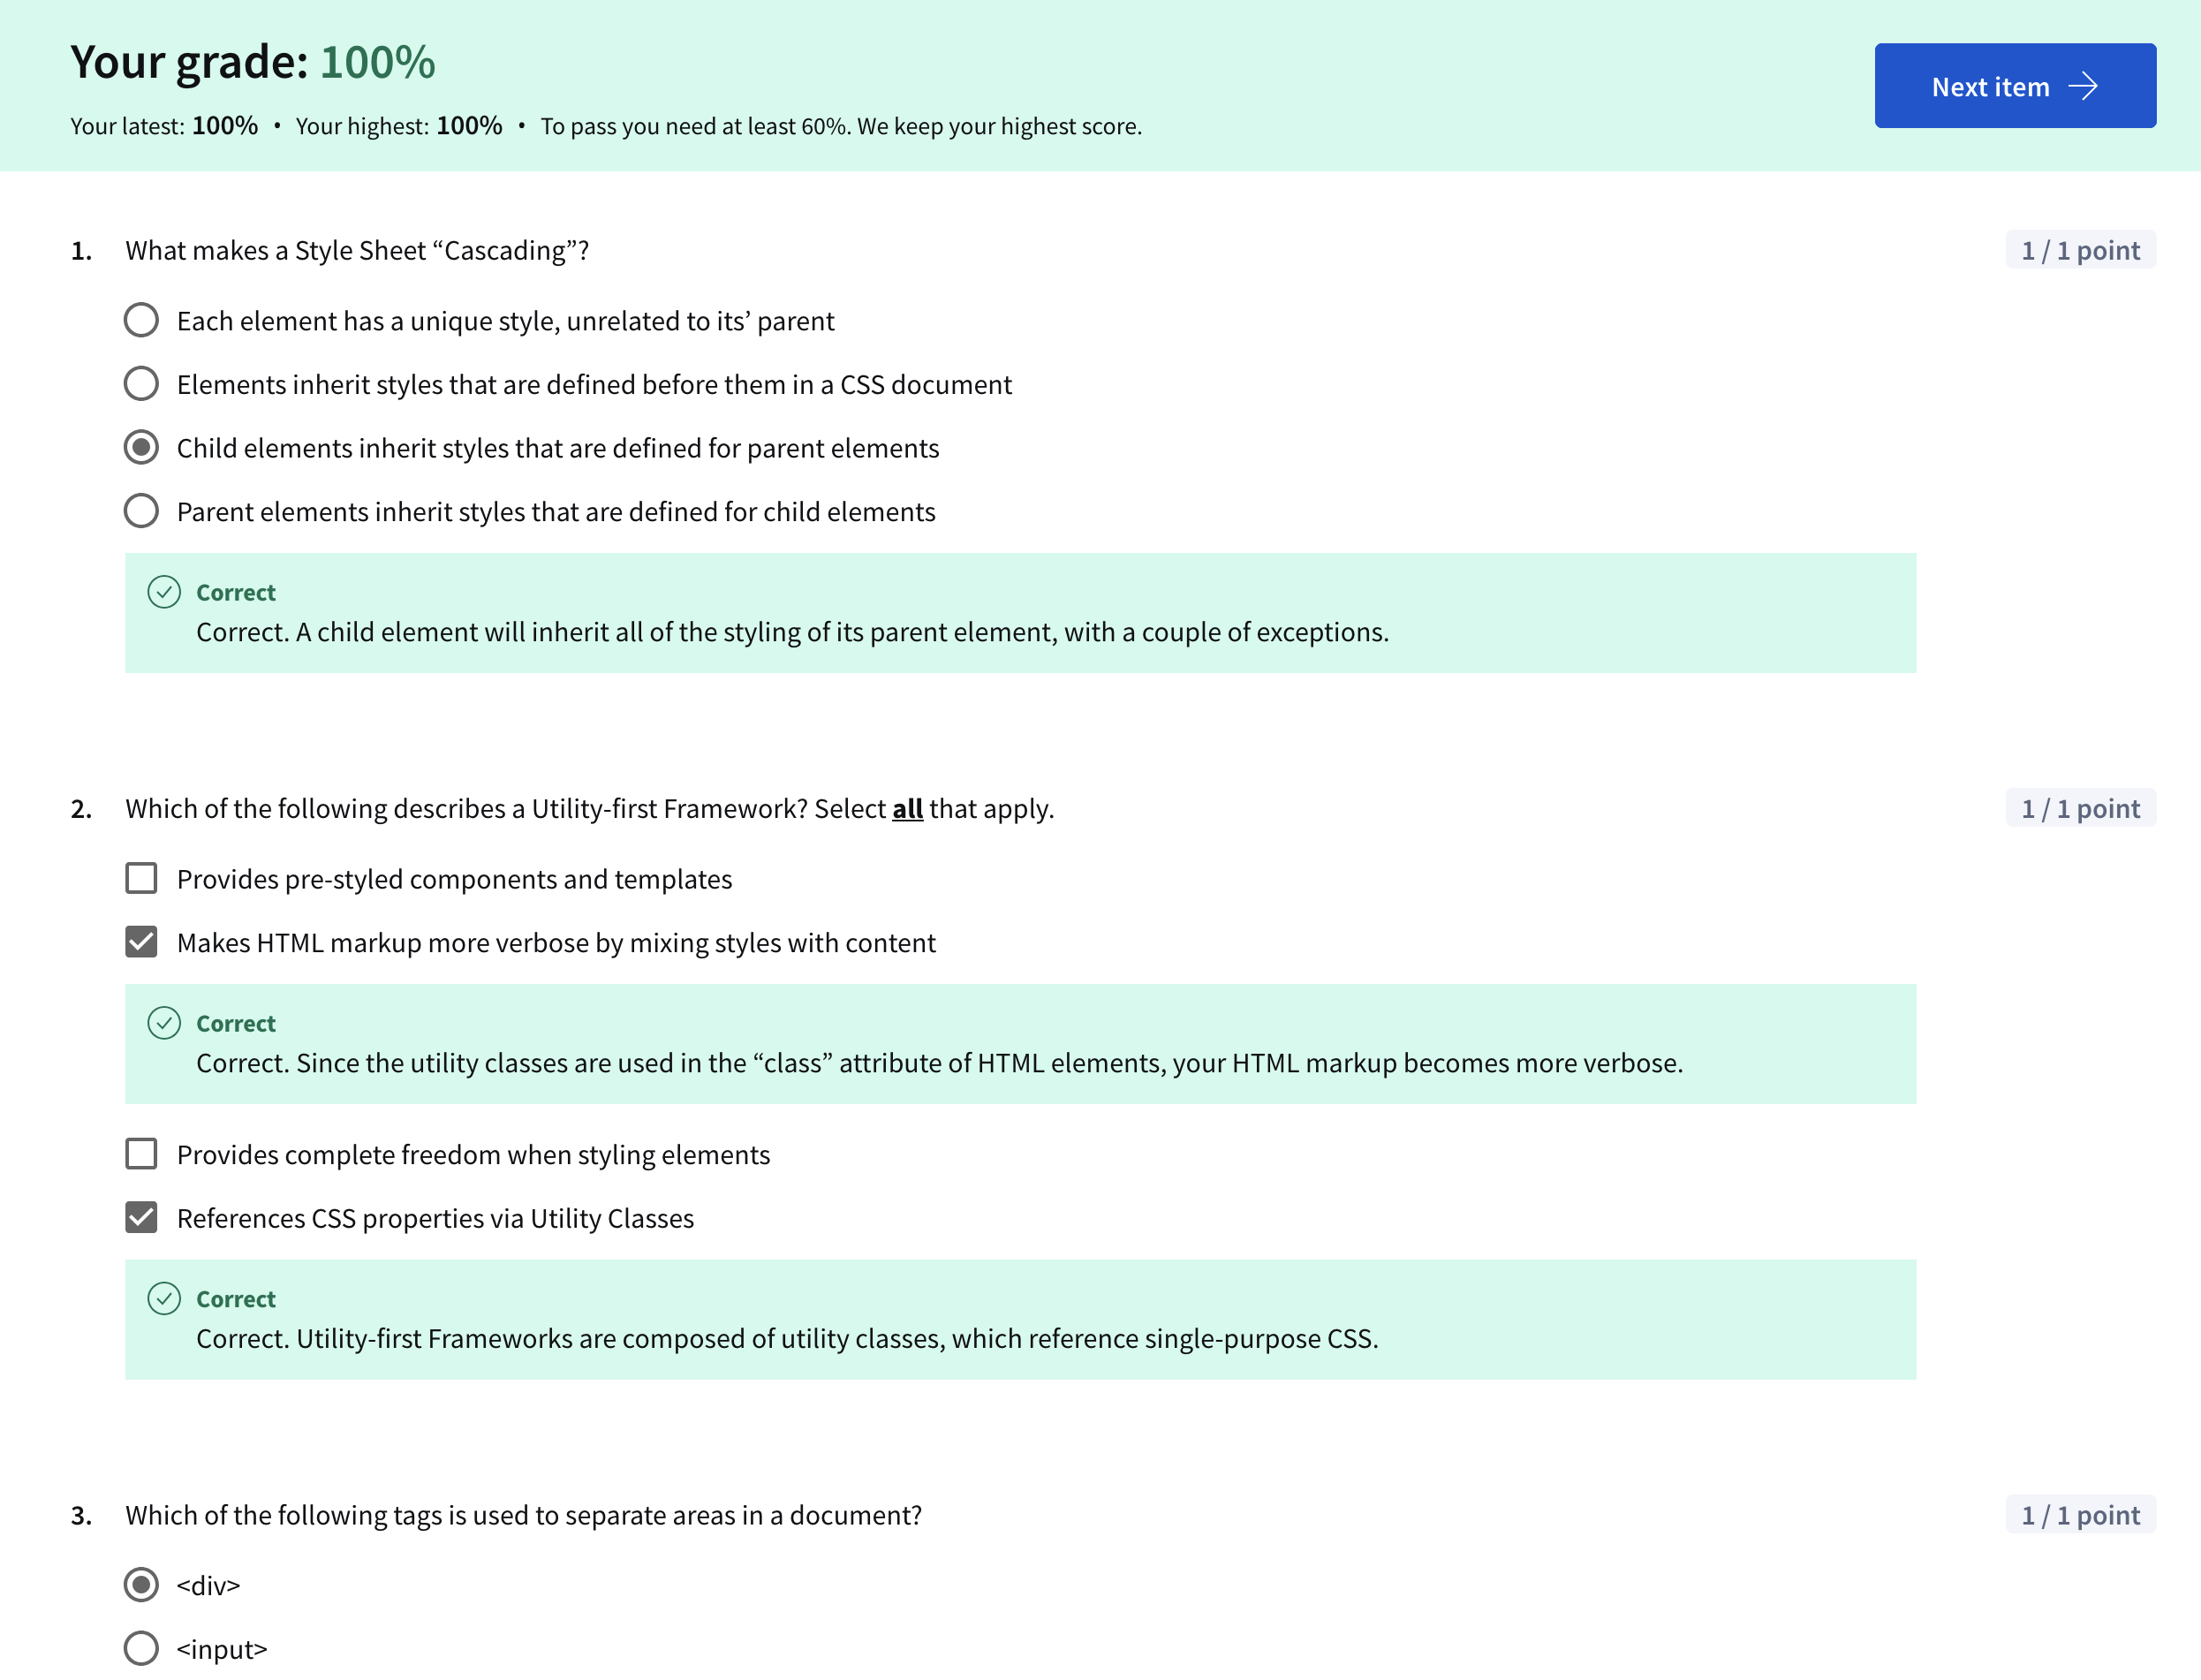 Your grade: 100%
Next item
Your latest: 100% • Your highest: 100% • To pass you need at least 60%. We keep your highest score.
1. What makes a Style Sheet “Cascading”?
1 / 1 point
Each element has a unique style, unrelated to its’ parent
Elements inherit styles that are defined before them in a CSS document
Child elements inherit styles that are defined for parent elements
Parent elements inherit styles that are defined for child elements
Correct
Correct. A child element will inherit all of the styling of its parent element, with a couple of exceptions.
2. Which of the following describes a Utility-first Framework? Select all that apply.
1 / 1 point
Provides pre-styled components and templates
Makes HTML markup more verbose by mixing styles with content
Correct
Correct. Since the utility classes are used in the “class” attribute of HTML elements, your HTML markup becomes more verbose.
Provides complete freedom when styling elements
References CSS properties via Utility Classes
Correct
Correct. Utility-first Frameworks are composed of utility classes, which reference single-purpose CSS.
3. Which of the following tags is used to separate areas in a document?
1 / 1 point
<div>
<input>